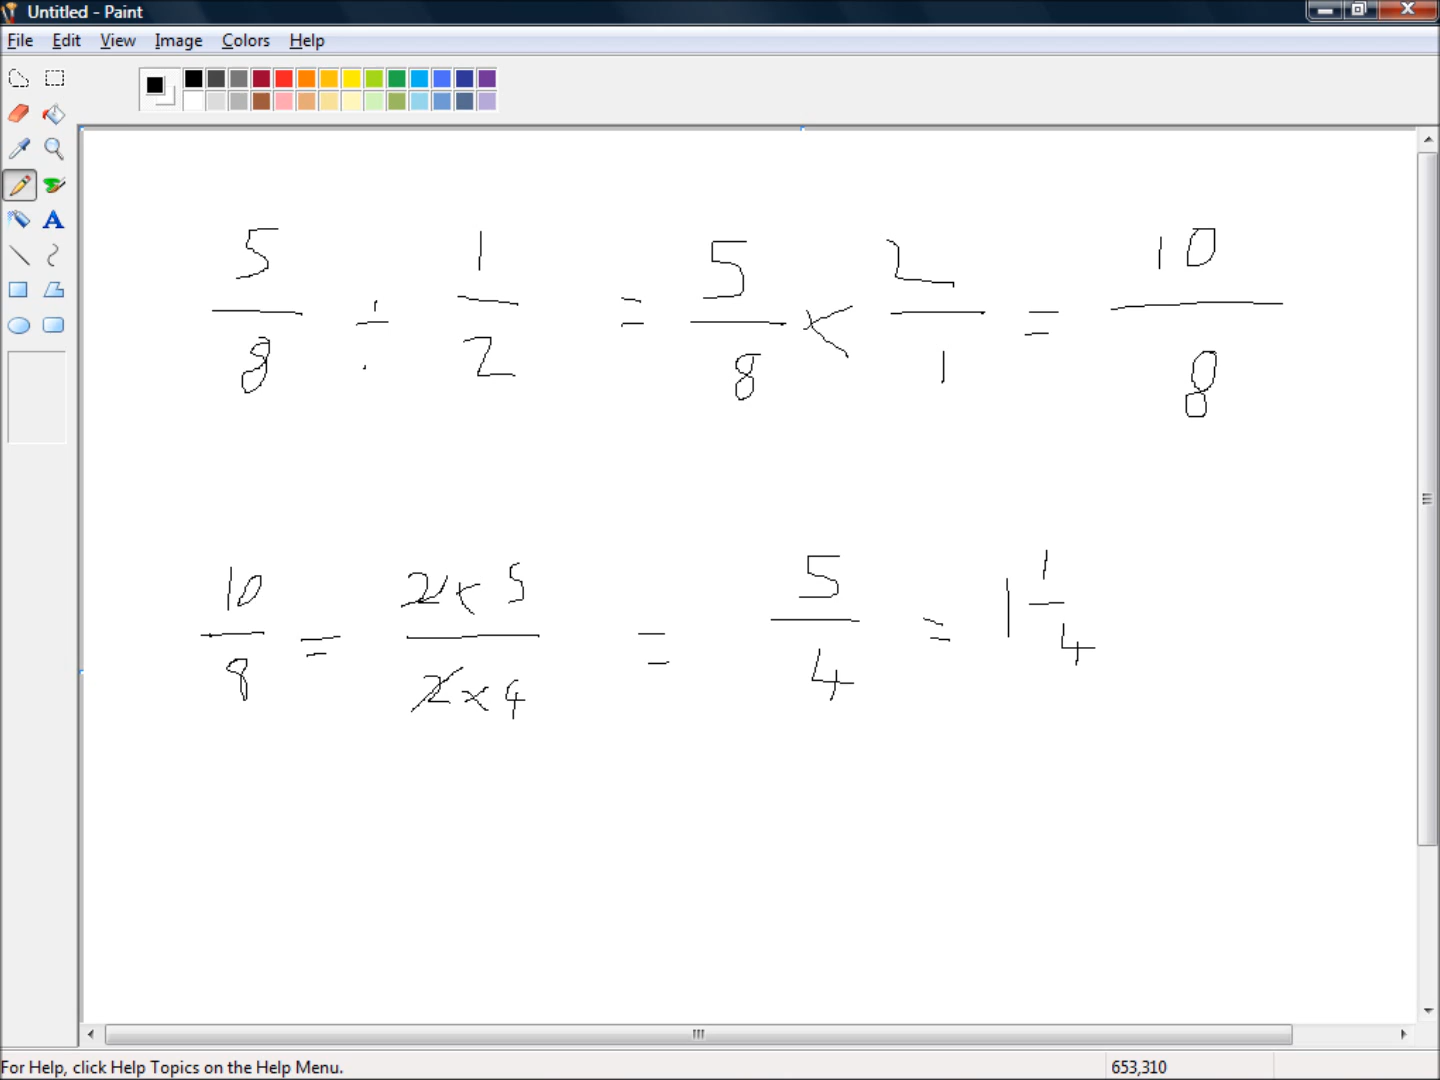 Untitled - Paint
File Edit View Image Colors Help
5/8 ÷ 1/2 = 5/8 × 2/1 = 10/8
10/8 = 2×5/2×4 = 5/4 = 1 1/4
For Help, click Help Topics on the Help Menu.
653,310